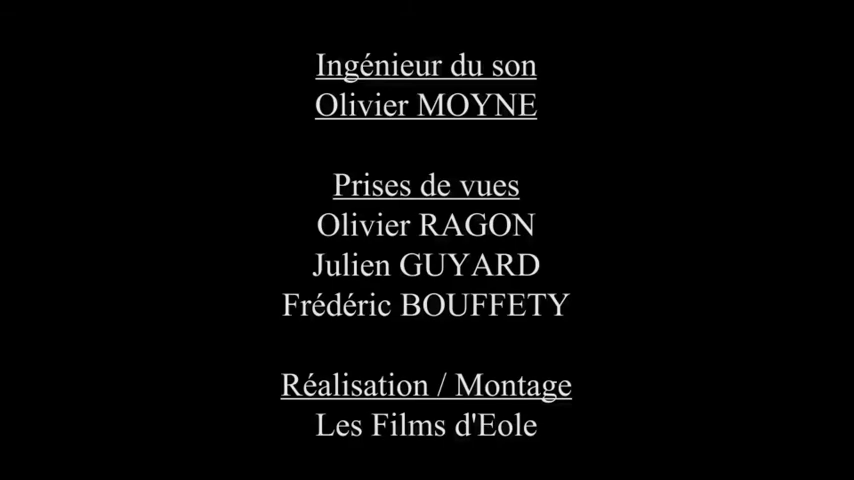 Ingénieur du son
Olivier MOYNE
Prises de vues
Olivier RAGON
Julien GUYARD
Frédéric BOUFFETY
Réalisation / Montage
Les Films d'Eole